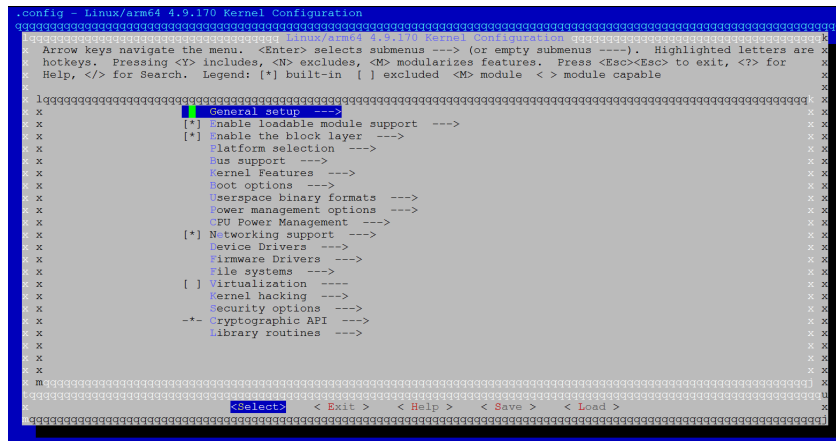 .config - Linux/arm64 4.9.170 Kernel Configuration
Linux/arm64 4.9.170 Kernel Configuration
Arrow keys navigate the menu. <Enter> selects submenus ---> (or empty submenus ----). Highlighted letters are
hotkeys. Pressing <Y> includes, <N> excludes, <M> modularizes features. Press <Esc><Esc> to exit, <?> for
Help, </> for Search. Legend: [*] built-in [ ] excluded <M> module < > module capable
General setup --->
[*] Enable loadable module support --->
[*] Enable the block layer --->
Platform selection --->
Bus support --->
Kernel Features --->
Boot options --->
Userspace binary formats --->
Power management options --->
CPU Power Management --->
[*] Networking support --->
Device Drivers --->
Firmware Drivers --->
File systems --->
[ ] Virtualization ----
Kernel hacking --->
Security options --->
-*- Cryptographic API --->
Library routines --->
<Select> < Exit > < Help > < Save > < Load >